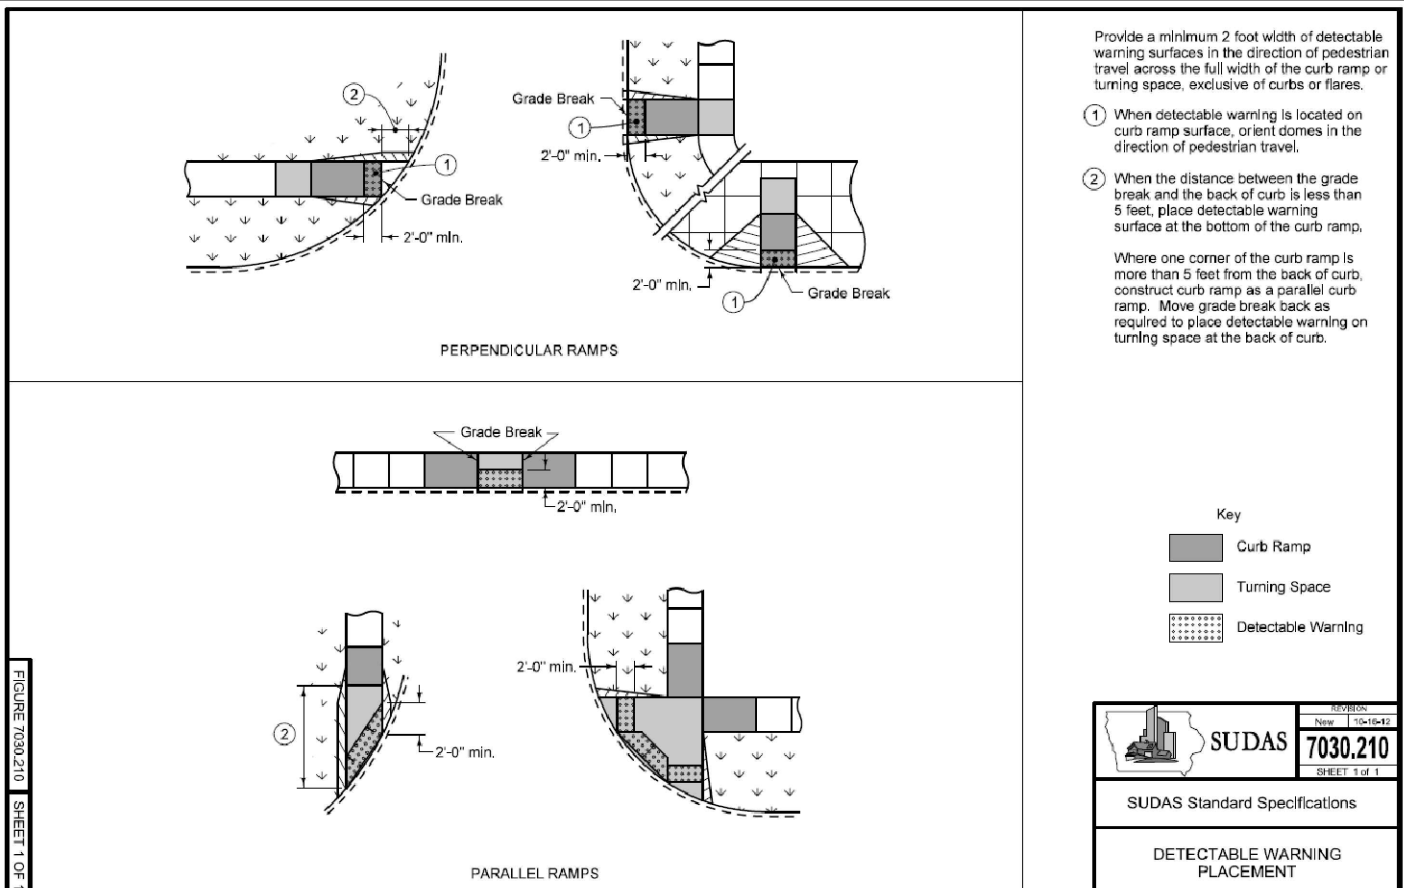 2
1
Grade Break
2'-0" min.
Grade Break
1
2'-0" min.
2'-0" min.
1
Grade Break
PERPENDICULAR RAMPS
Grade Break
2'-0" min.
2
2'-0" min.
2'-0" min.
PARALLEL RAMPS
Provide a minimum 2 foot width of detectable
warning surfaces in the direction of pedestrian
travel across the full width of the curb ramp or
turning space, exclusive of curbs or flares.
1 When detectable warning is located on
curb ramp surface, orient domes in the
direction of pedestrian travel.
2 When the distance between the grade
break and the back of curb is less than
5 feet, place detectable warning
surface at the bottom of the curb ramp.
Where one corner of the curb ramp is
more than 5 feet from the back of curb,
construct curb ramp as a parallel curb
ramp. Move grade break back as
required to place detectable warning on
turning space at the back of curb.
Key
Curb Ramp
Turning Space
Detectable Warning
SUDAS
REVISION
New 10-16-12
7030.210
SHEET 1 of 1
SUDAS Standard Specifications
DETECTABLE WARNING
PLACEMENT
FIGURE 7030.210 SHEET 1 OF 1